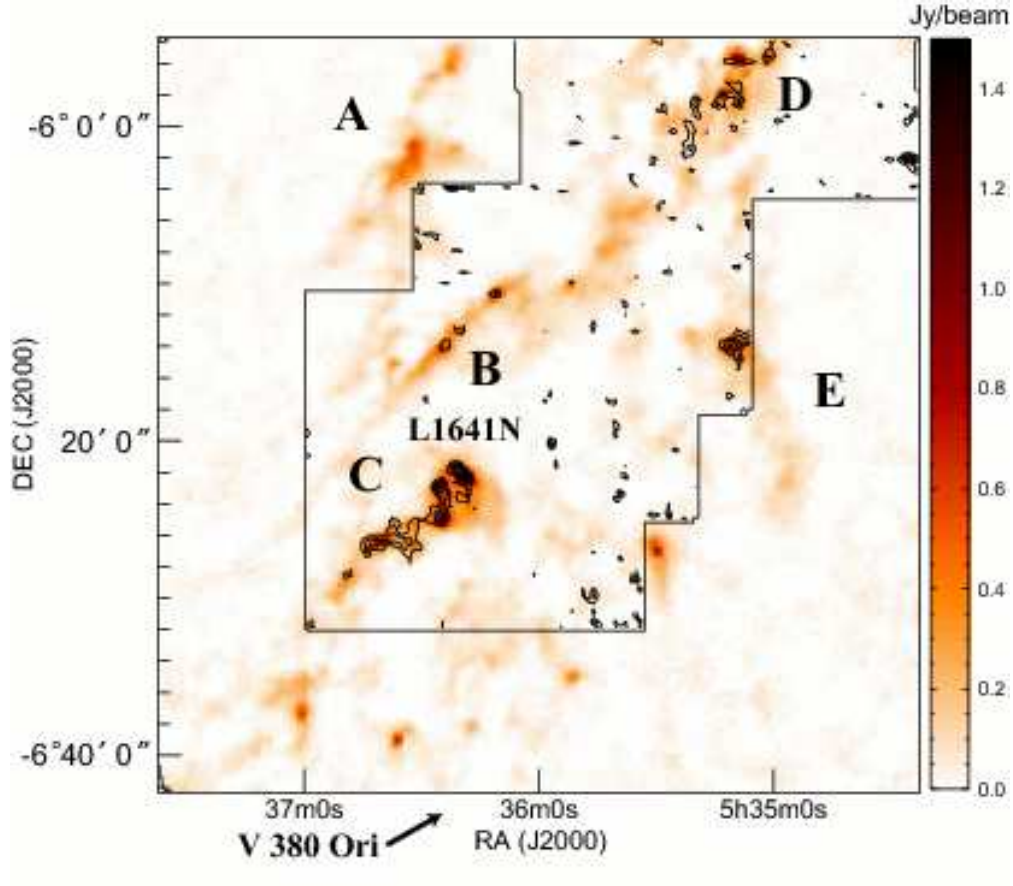 Jy/beam
1.4
A
D
-6°0′0″
1.2
1.0
B
E
0.8
DEC (J2000)
20′0″
L1641N
C
0.6
0.4
0.2
-6°40′0″
0.0
37m0s
36m0s
5h35m0s
V 380 Ori
RA (J2000)